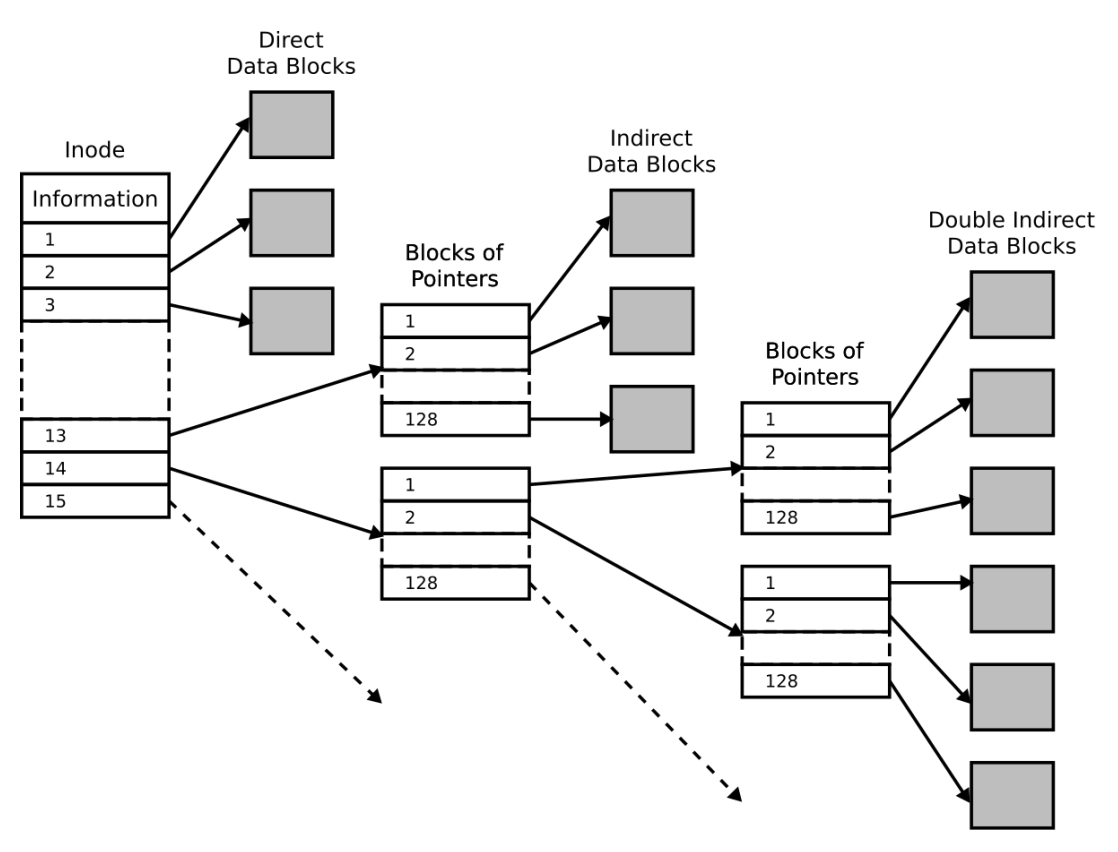 Direct
Data Blocks
Inode
Information
1
2
3
13
14
15
Blocks of
Pointers
1
2
128
1
2
128
Indirect
Data Blocks
Blocks of
Pointers
1
2
128
1
2
128
Double Indirect
Data Blocks